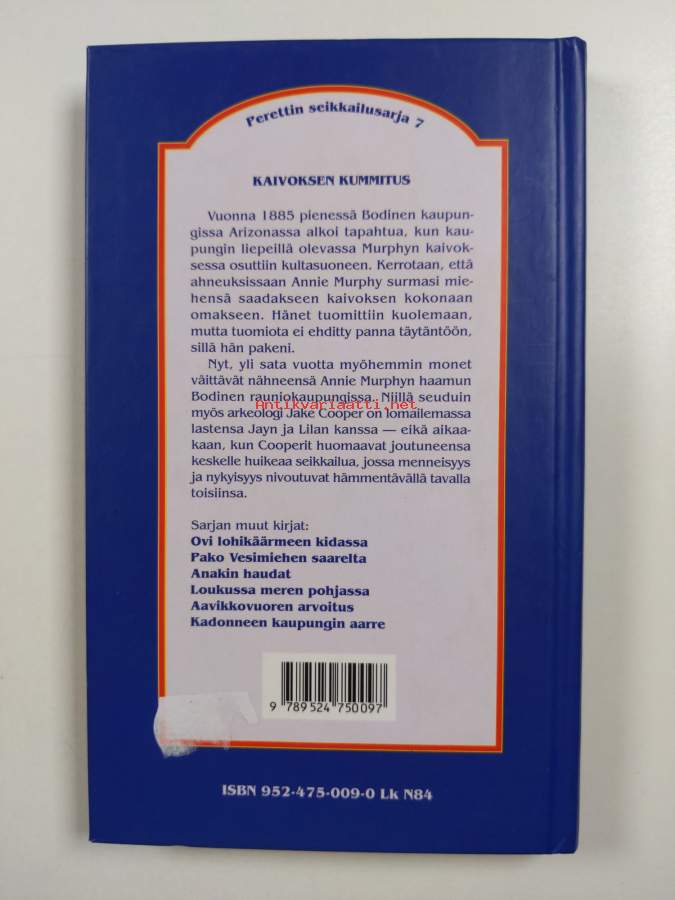 Perettin seikkailusarja 7
KAIVOKSEN KUMMITUS
Vuonna 1885 pienessä Bodinen kaupun-
gissa Arizonassa alkoi tapahtua, kun kau-
pungin liepeillä olevassa Murphyn kaivok-
sessa osuttiin kultasuoneen. Kerrotaan, että
ahneuksissaan Annie Murphy surmasi mie-
hensä saadakseen kaivoksen kokonaan
omakseen. Hänet tuomittiin kuolemaan,
mutta tuomiota ei ehditty panna täytäntöön,
sillä hän pakeni.
Nyt, yli sata vuotta myöhemmin monet
väittävät nähneensä Annie Murphyn haamun
Bodinen rauniokaupungissa. Niillä seuduin
Antikvariaatti.net
myös arkeologi Jake Cooper on lomailemassa
lastensa Jayn ja Lilan kanssa — eikä aikaa-
kaan, kun Cooperit huomaavat joutuneensa
keskelle huikeaa seikkailua, jossa menneisyys
ja nykyisyys nivoutuvat hämmentävällä tavalla
toisiinsa.
Sarjan muut kirjat:
Ovi lohikäärmeen kidassa
Pako Vesimiehen saarelta
Anakin haudat
Loukussa meren pohjassa
Aavikkovuoren arvoitus
Kadonneen kaupungin aarre
9 789524 750097
ISBN 952-475-009-0 Lk N84